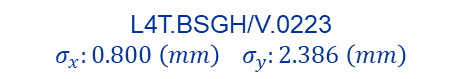 L4T.BSGH/V.0223
σx: 0.800 (mm) σy: 2.386 (mm)